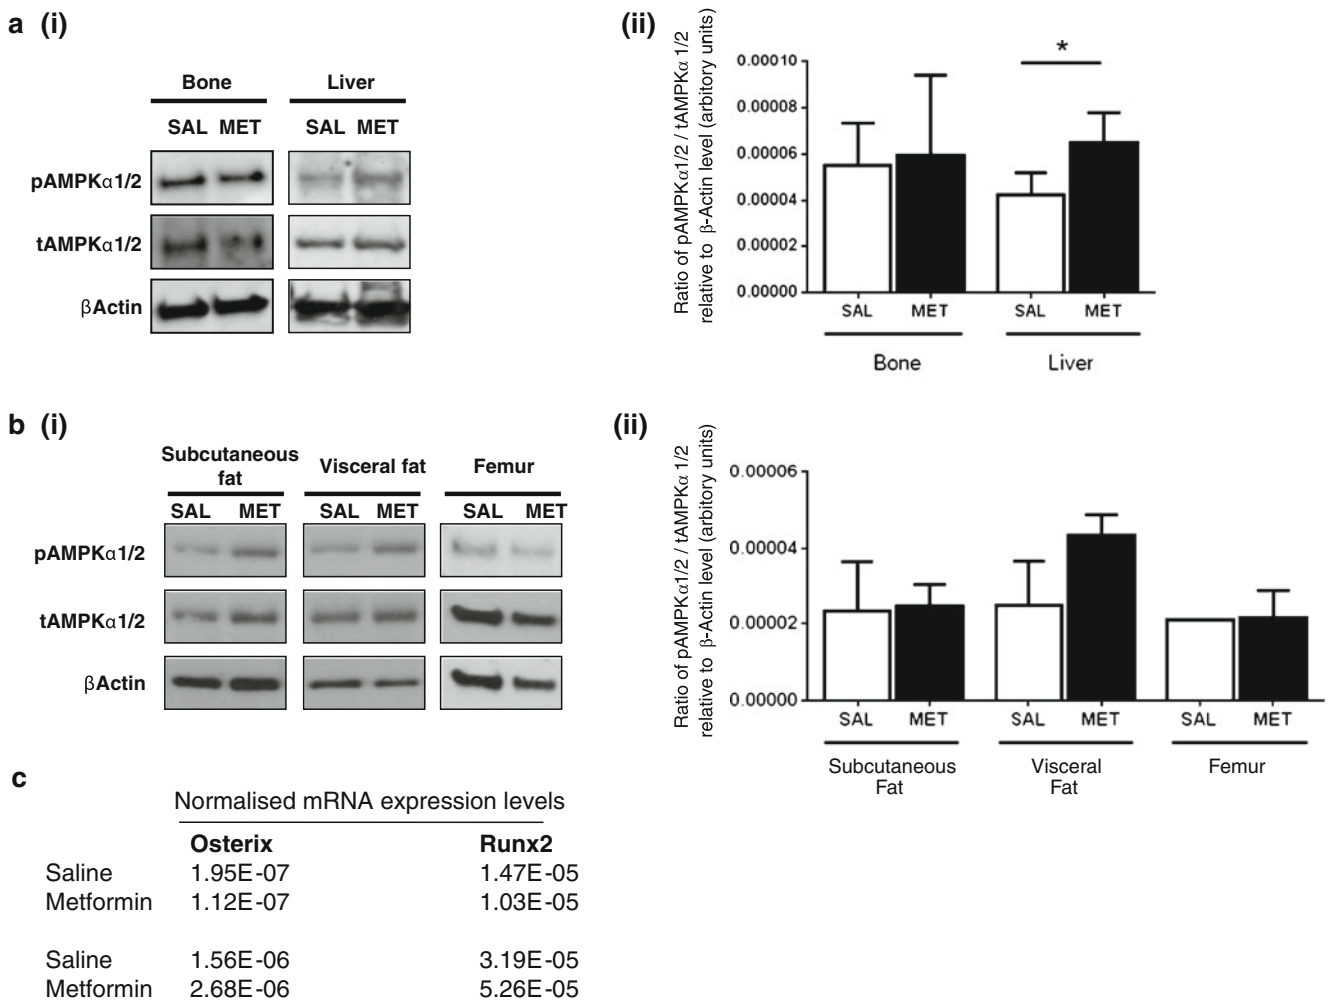 a (i)
Bone Liver
SAL MET SAL MET
pAMPKα1/2
tAMPKα1/2
βActin
(ii)
Ratio of pAMPKα1/2 / tAMPKα 1/2
relative to β-Actin level (arbitory units)
0.00010
0.00008
0.00006
0.00004
0.00002
0.00000
*
SAL MET SAL MET
Bone Liver
b (i)
Subcutaneous
fat
Visceral fat
Femur
SAL MET SAL MET SAL MET
pAMPKα1/2
tAMPKα1/2
βActin
(ii)
Ratio of pAMPKα1/2 / tAMPKα 1/2
relative to β-Actin level (arbitory units)
0.00006
0.00004
0.00002
0.00000
SAL MET SAL MET SAL MET
Subcutaneous
Fat
Visceral
Fat
Femur
c
Normalised mRNA expression levels
Osterix Runx2
Saline 1.95E-07 1.47E-05
Metformin 1.12E-07 1.03E-05
Saline 1.56E-06 3.19E-05
Metformin 2.68E-06 5.26E-05